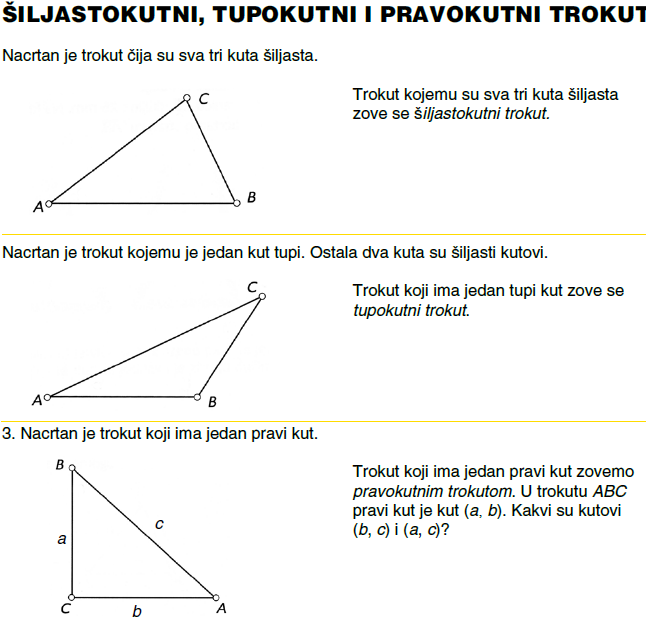 ŠILJASTOKUTNI, TUPOKUTNI I PRAVOKUTNI TROKUT
Nacrtan je trokut čija su sva tri kuta šiljasta.
C
A
B
Trokut kojemu su sva tri kuta šiljasta
zove se šiljastokutni trokut.
Nacrtan je trokut kojemu je jedan kut tupi. Ostala dva kuta su šiljasti kutovi.
C
A
B
Trokut koji ima jedan tupi kut zove se
tupokutni trokut.
3. Nacrtan je trokut koji ima jedan pravi kut.
B
a
c
C
b
A
Trokut koji ima jedan pravi kut zovemo
pravokutnim trokutom. U trokutu ABC
pravi kut je kut (a, b). Kakvi su kutovi
(b, c) i (a, c)?